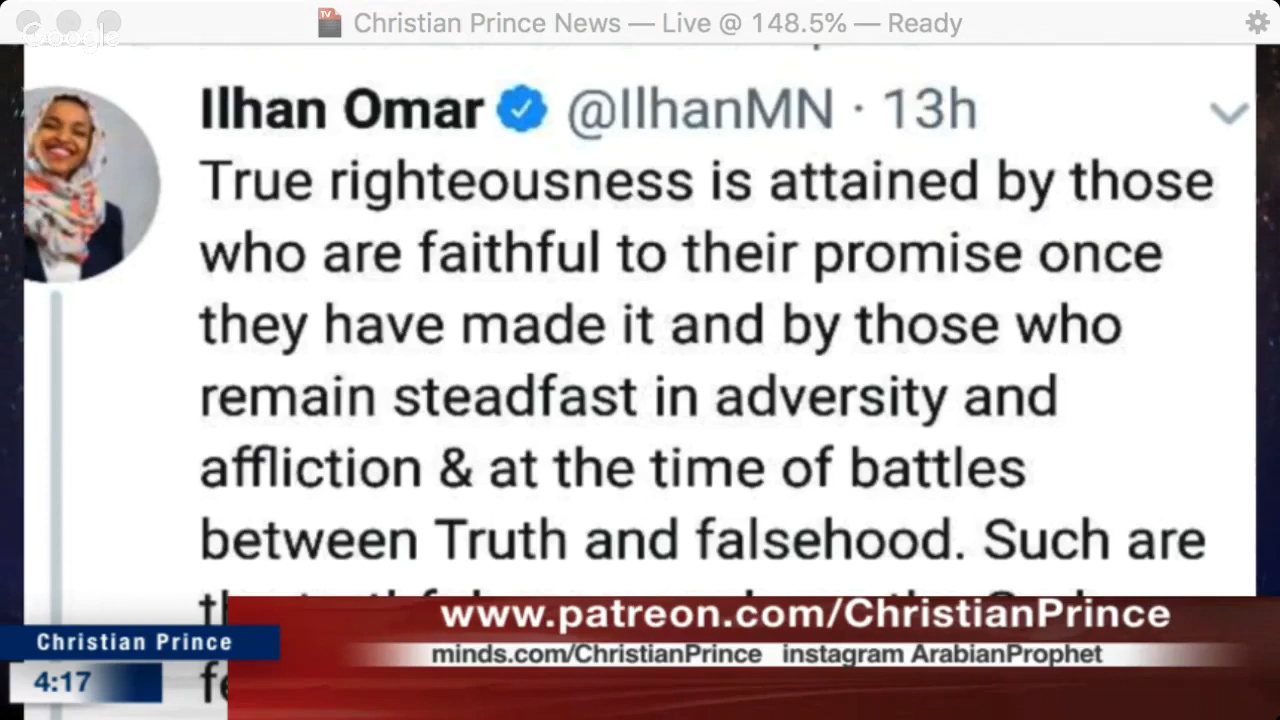 TV
Christian Prince News — Live @ 148.5% — Ready
Google
Ilhan Omar @IlhanMN · 13h
True righteousness is attained by those
who are faithful to their promise once
they have made it and by those who
remain steadfast in adversity and
affliction & at the time of battles
between Truth and falsehood. Such are
www.patreon.com/ChristianPrince
Christian Prince
minds.com/ChristianPrince instagram ArabianProphet
4:17